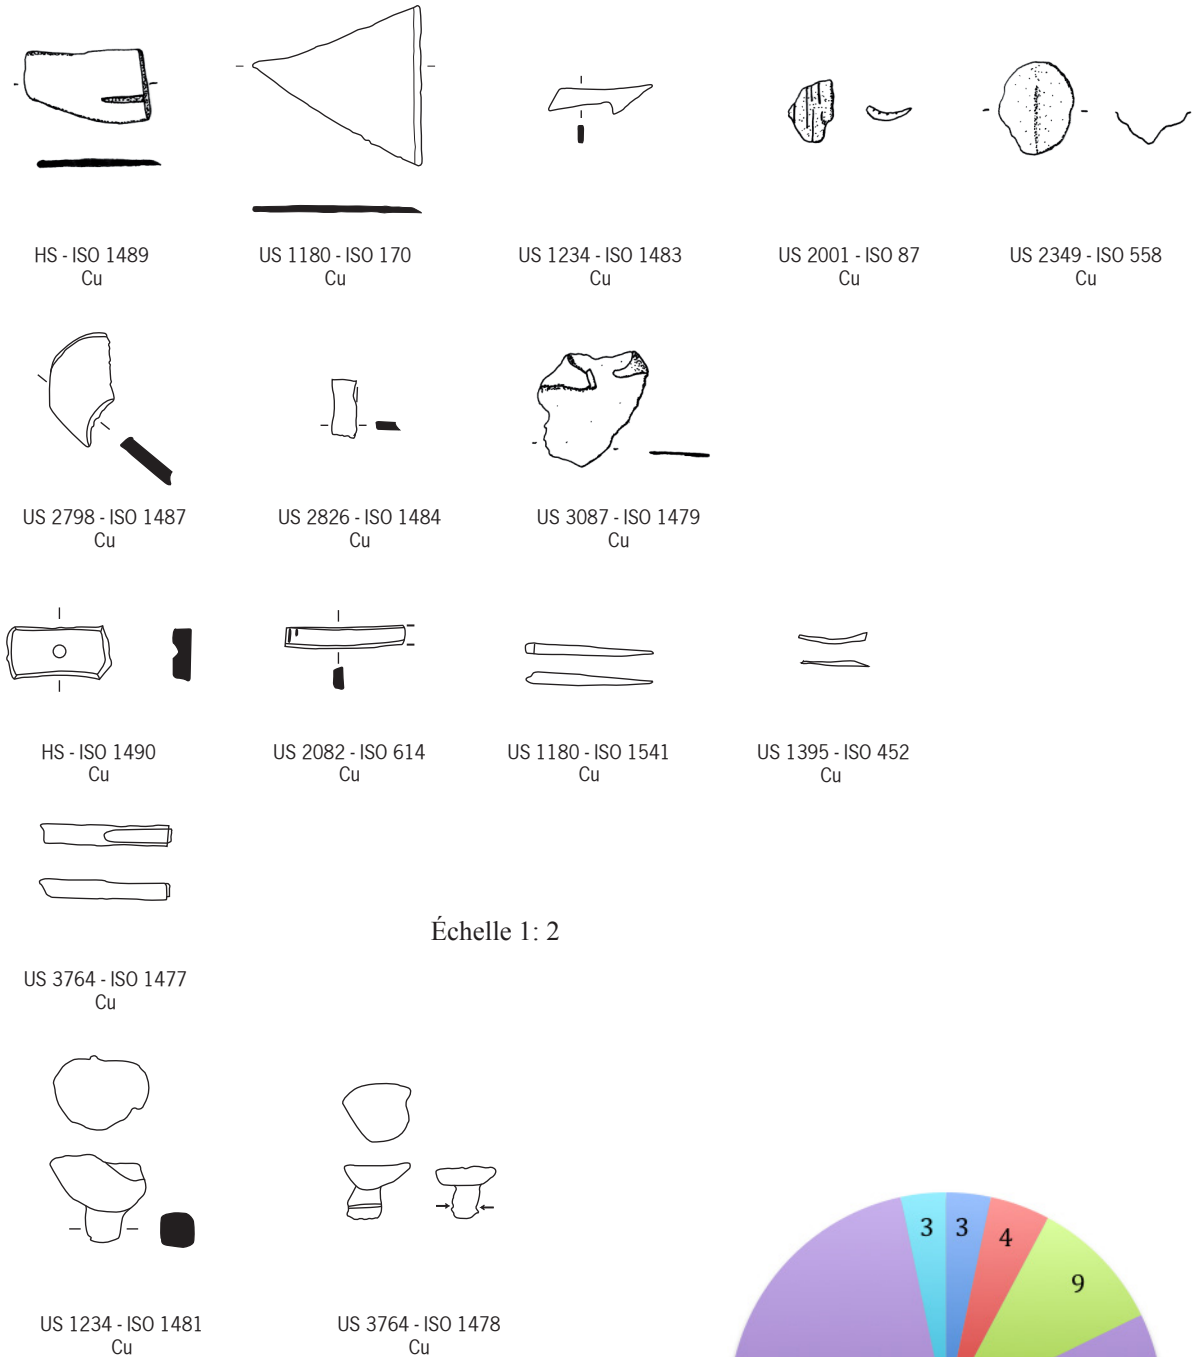 HS - ISO 1489
Cu
US 1180 - ISO 170
Cu
US 1234 - ISO 1483
Cu
US 2001 - ISO 87
Cu
US 2349 - ISO 558
Cu
US 2798 - ISO 1487
Cu
US 2826 - ISO 1484
Cu
US 3087 - ISO 1479
Cu
HS - ISO 1490
Cu
US 2082 - ISO 614
Cu
US 1180 - ISO 1541
Cu
US 1395 - ISO 452
Cu
Échelle 1: 2
US 3764 - ISO 1477
Cu
US 1234 - ISO 1481
Cu
US 3764 - ISO 1478
Cu
3
3
4
9